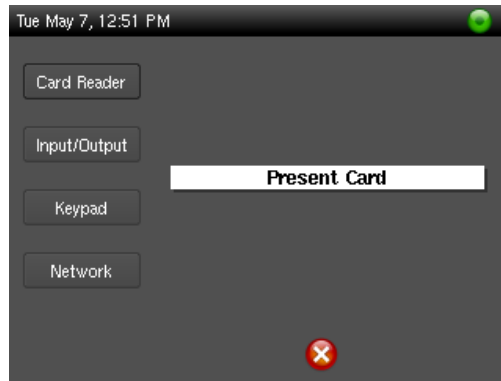 Tue May 7, 12:51 PM
Card Reader
Input/Output
Present Card
Keypad
Network